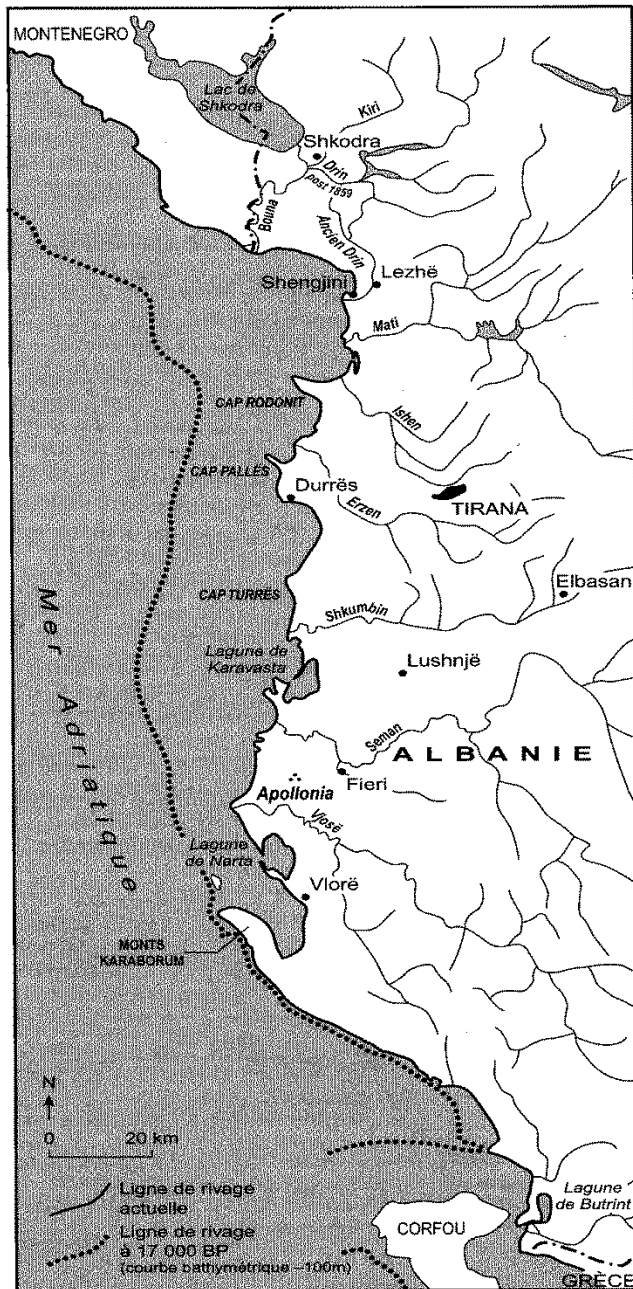 MONTENEGRO
Lac de
Shkodra
Kiri
Shkodra
Drin
post 1859
Bouna
Ancien Drin
Shengjini
Lezhë
Mati
CAP RODONIT
Ishen
CAP PALLËS
Durrës
TIRANA
Erzen
Elbasan
CAP TURRËS
Shkumbin
Lagune de
Karavasta
Lushnjë
Mer Adriatique
Seman
ALBANIE
Apollonia
Fieri
Vjosë
Lagune
de Narta
Vlorë
MONTS
KARABORUM
N
0 20 km
Ligne de rivage
actuelle
Ligne de rivage
à 17 000 BP
(courbe bathymétrique –100m)
Lagune
de Butrint
CORFOU
GRÈCE